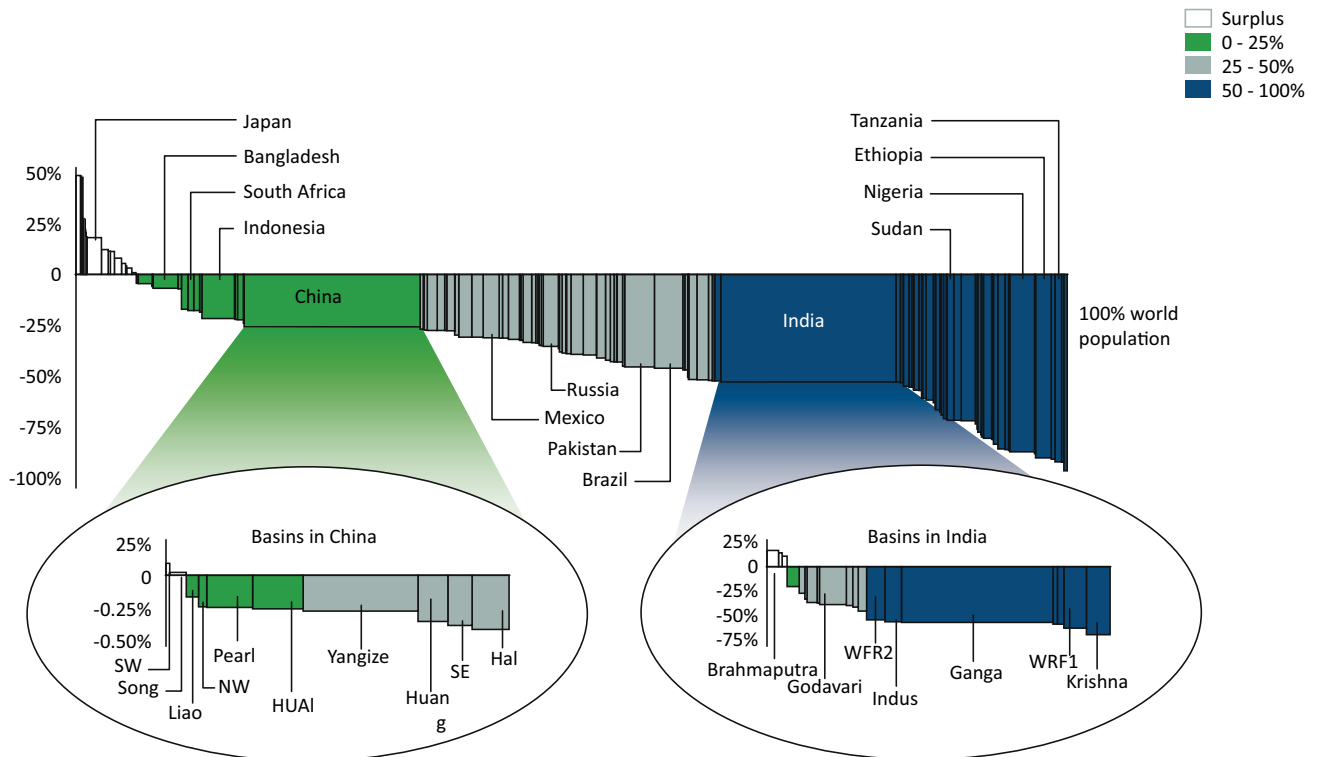 Surplus
0 - 25%
25 - 50%
50 - 100%
Japan
Bangladesh
South Africa
Indonesia
Tanzania
Ethiopia
Nigeria
Sudan
50%
25%
0
-25%
-50%
-75%
-100%
China
India
100% world
population
Russia
Mexico
Pakistan
Brazil
Basins in China
25%
0
-0.25%
-0.50%
SW
Song
Liao
NW
Pearl
HUAl
Yangize
Huan
g
SE
Hal
Basins in India
25%
0
-25%
-50%
-75%
Brahmaputra
Godavari
WFR2
Indus
Ganga
WRF1
Krishna